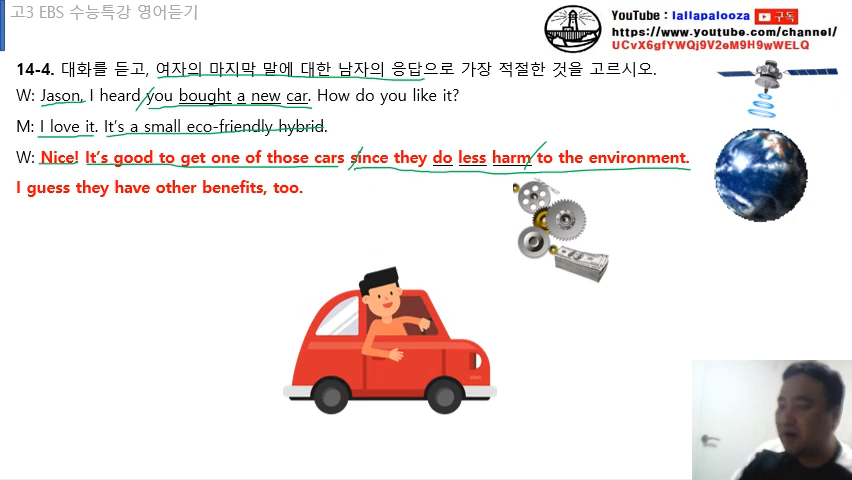 고3 EBS 수능특강 영어듣기
YouTube : lallapalooza 구독
https://www.youtube.com/channel/
UCvX6gfYWQj9V2eM9H9wWELQ
14-4. 대화를 듣고, 여자의 마지막 말에 대한 남자의 응답으로 가장 적절한 것을 고르시오.
W: Jason, I heard you bought a new car. How do you like it?
M: I love it. It's a small eco-friendly hybrid.
W: Nice! It's good to get one of those cars since they do less harm to the environment.
I guess they have other benefits, too.